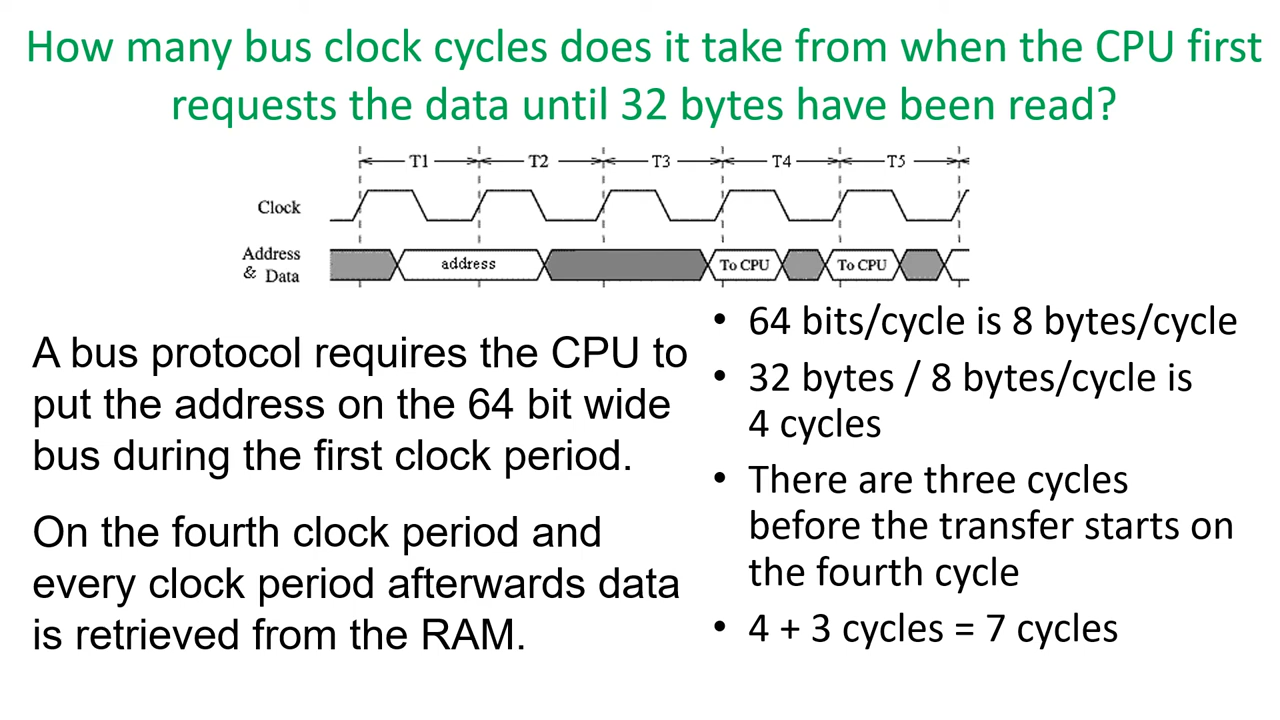 How many bus clock cycles does it take from when the CPU first
requests the data until 32 bytes have been read?
T1 T2 T3 T4 T5
Clock
Address
& Data
address To CPU To CPU
A bus protocol requires the CPU to
put the address on the 64 bit wide
bus during the first clock period.
On the fourth clock period and
every clock period afterwards data
is retrieved from the RAM.
• 64 bits/cycle is 8 bytes/cycle
• 32 bytes / 8 bytes/cycle is
4 cycles
• There are three cycles
before the transfer starts on
the fourth cycle
• 4 + 3 cycles = 7 cycles